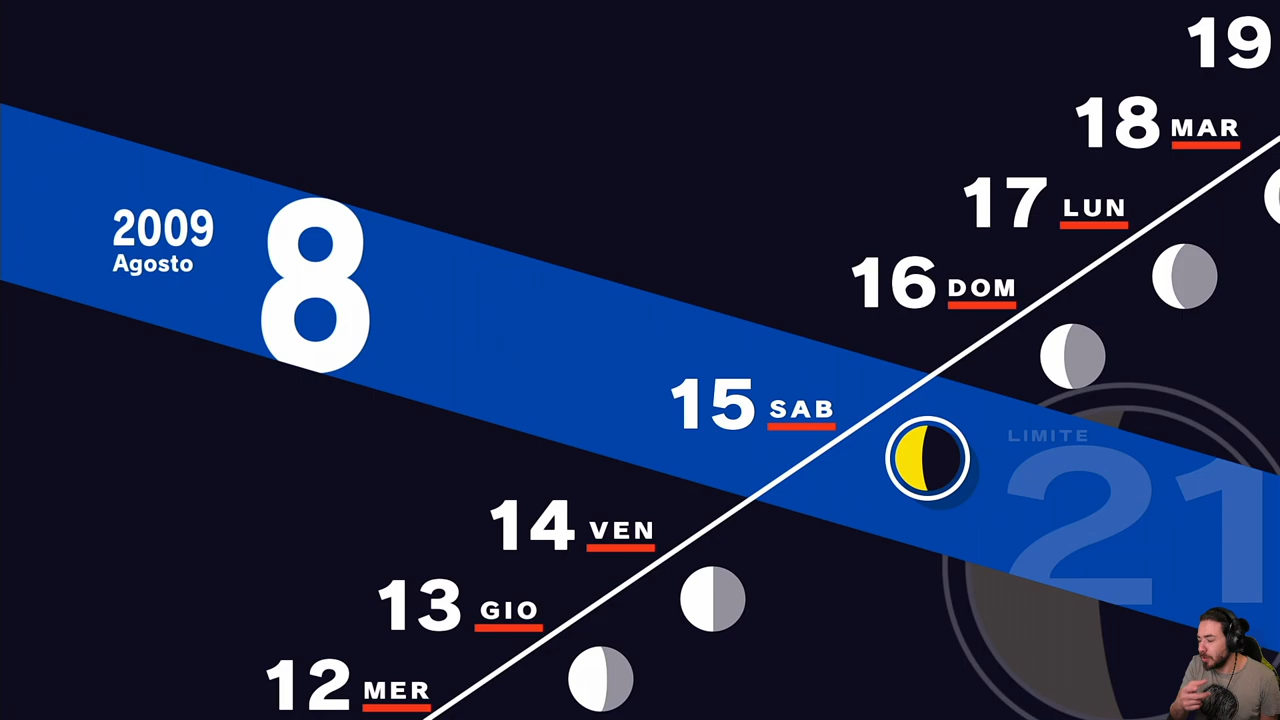 19
18 MAR
17 LUN
2009
Agosto
8
16 DOM
15 SAB
LIMITE
21
14 VEN
13 GIO
12 MER